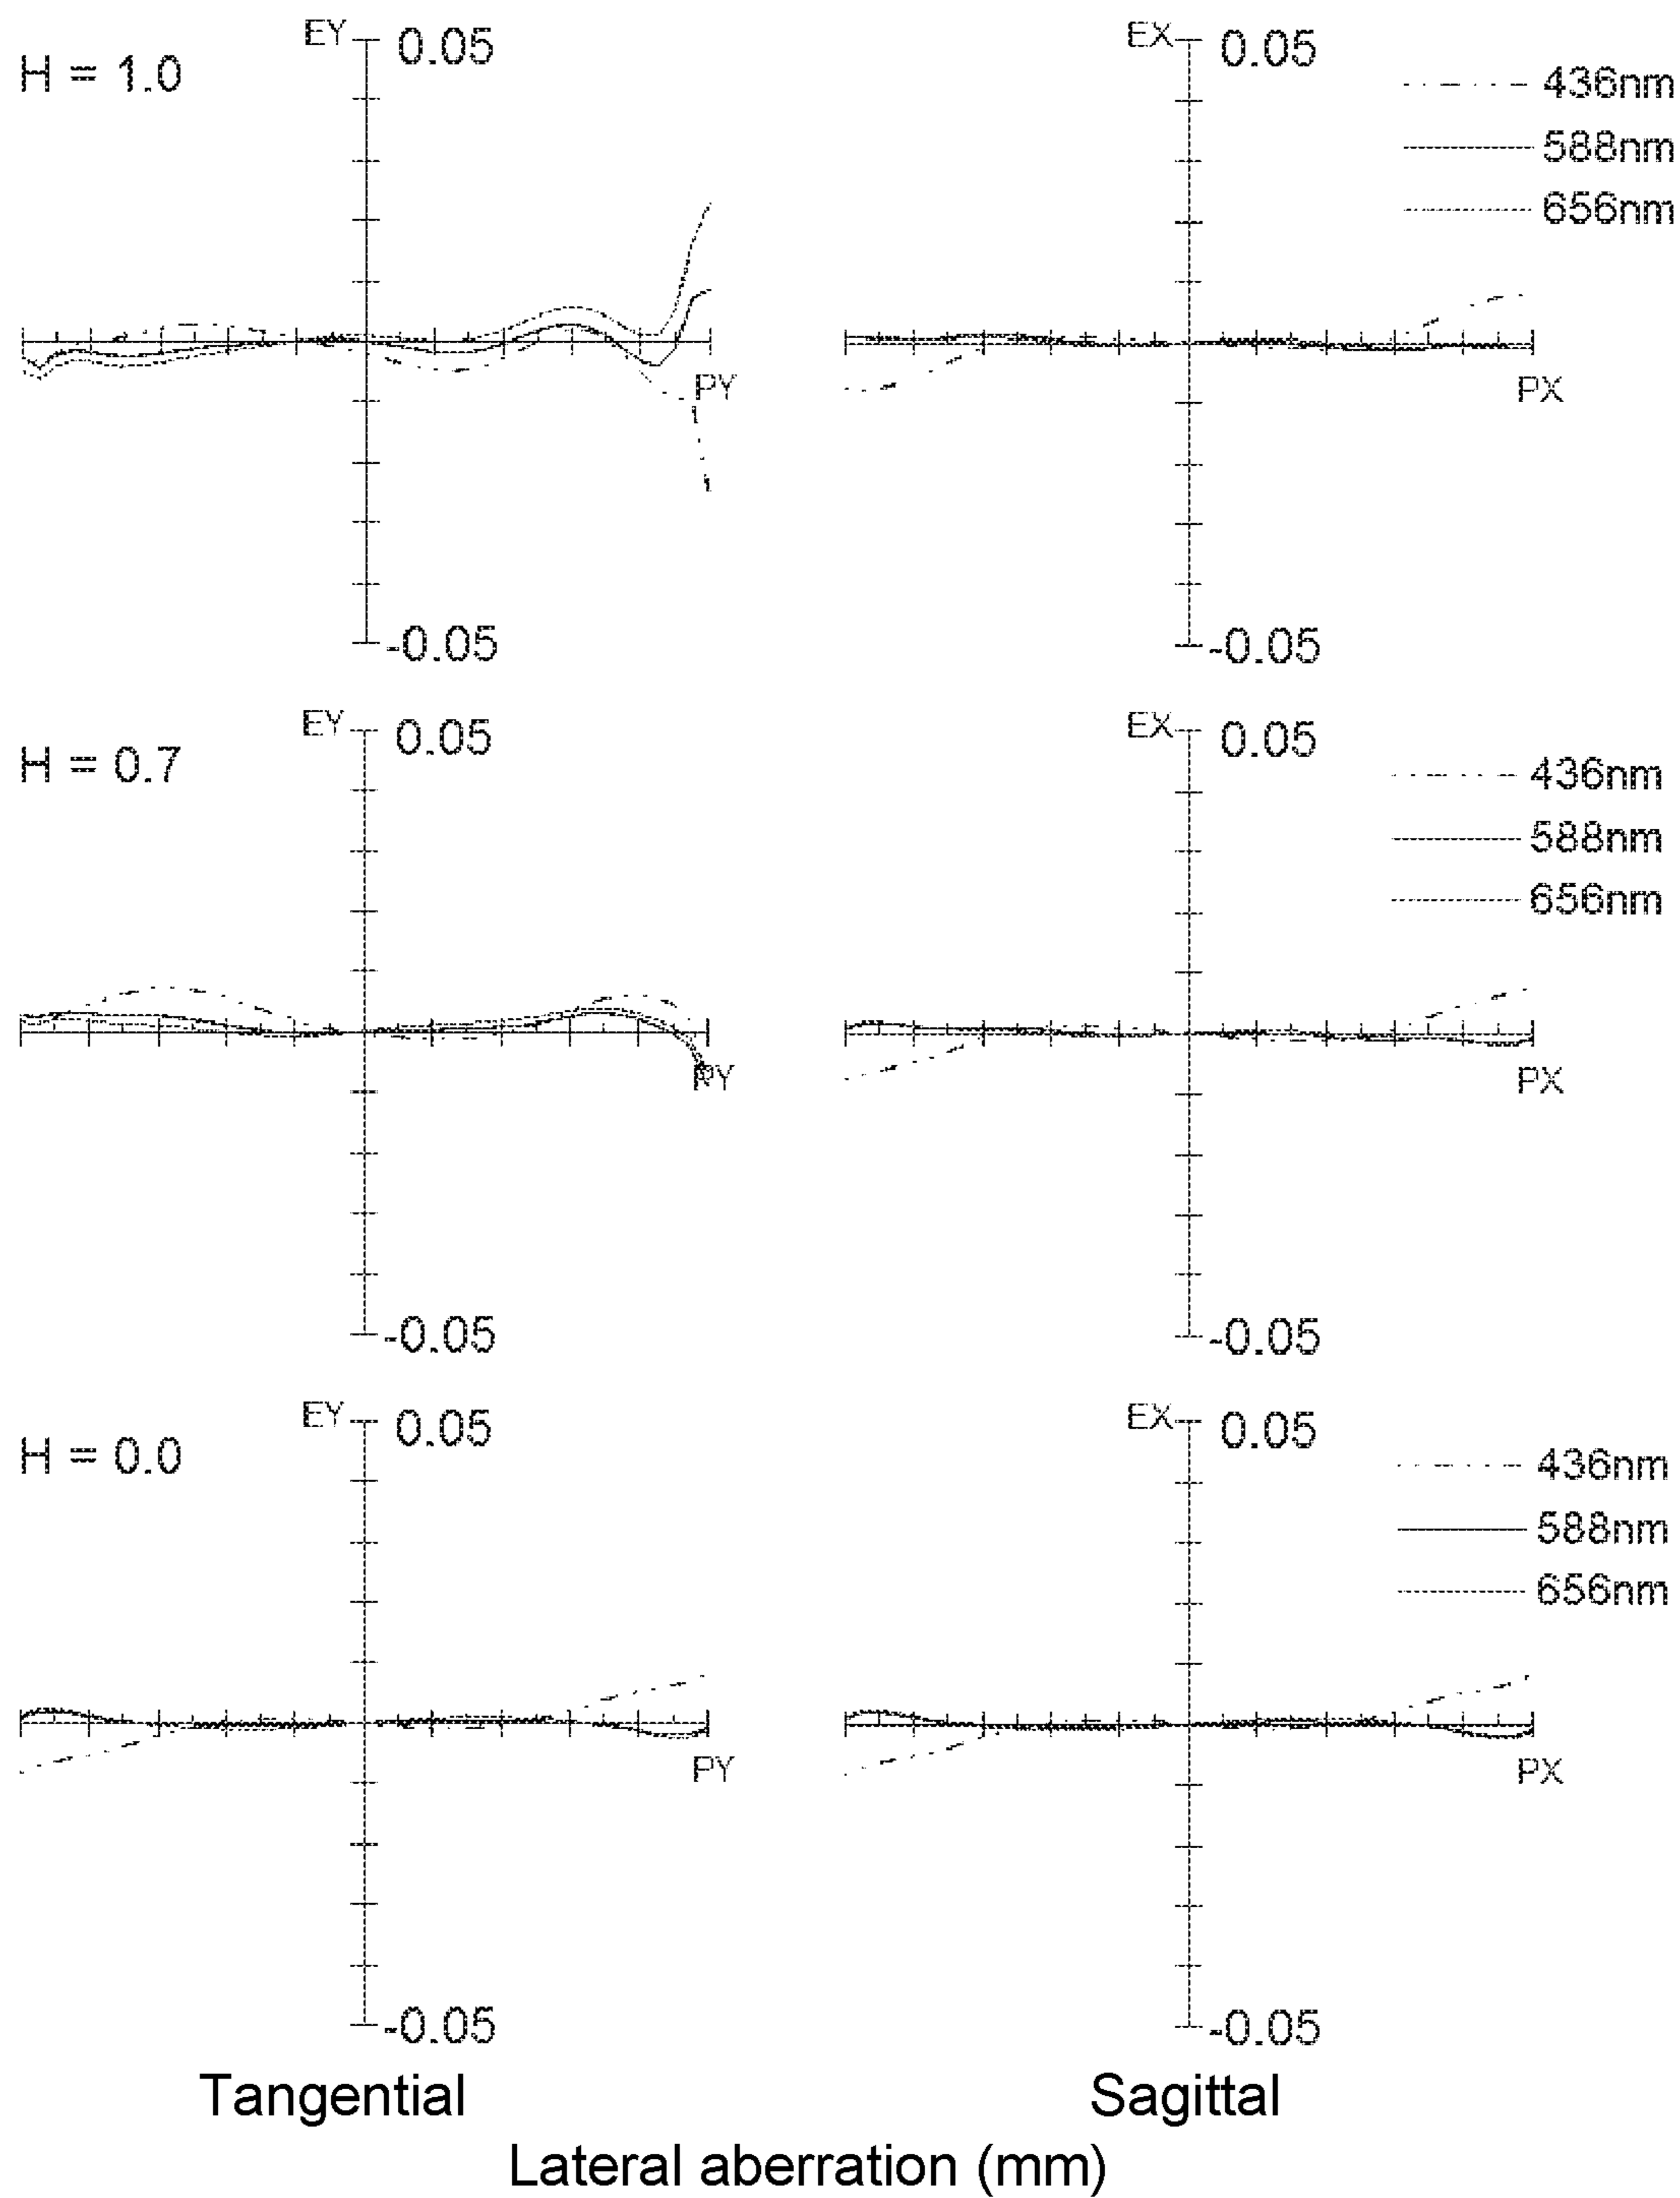 H = 1.0
EY 0.05
PY
-0.05
EX 0.05
PX
-0.05
436nm
588nm
656nm
H = 0.7
EY 0.05
PY
-0.05
EX 0.05
PX
-0.05
436nm
588nm
656nm
H = 0.0
EY 0.05
PY
-0.05
EX 0.05
PX
-0.05
436nm
588nm
656nm
Tangential
Sagittal
Lateral aberration (mm)